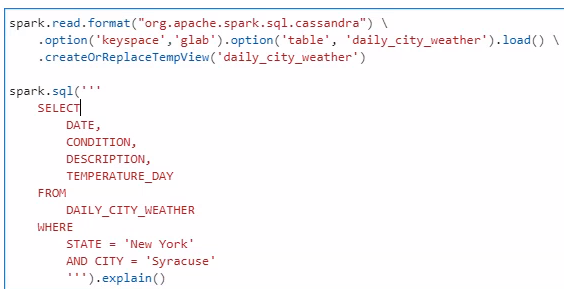 spark.read.format("org.apache.spark.sql.cassandra") \
    .option('keyspace','glab').option('table', 'daily_city_weather').load() \
    .createOrReplaceTempView('daily_city_weather')

spark.sql('''
    SELECT
        DATE,
        CONDITION,
        DESCRIPTION,
        TEMPERATURE_DAY
    FROM
        DAILY_CITY_WEATHER
    WHERE
        STATE = 'New York'
        AND CITY = 'Syracuse'
        ''').explain()